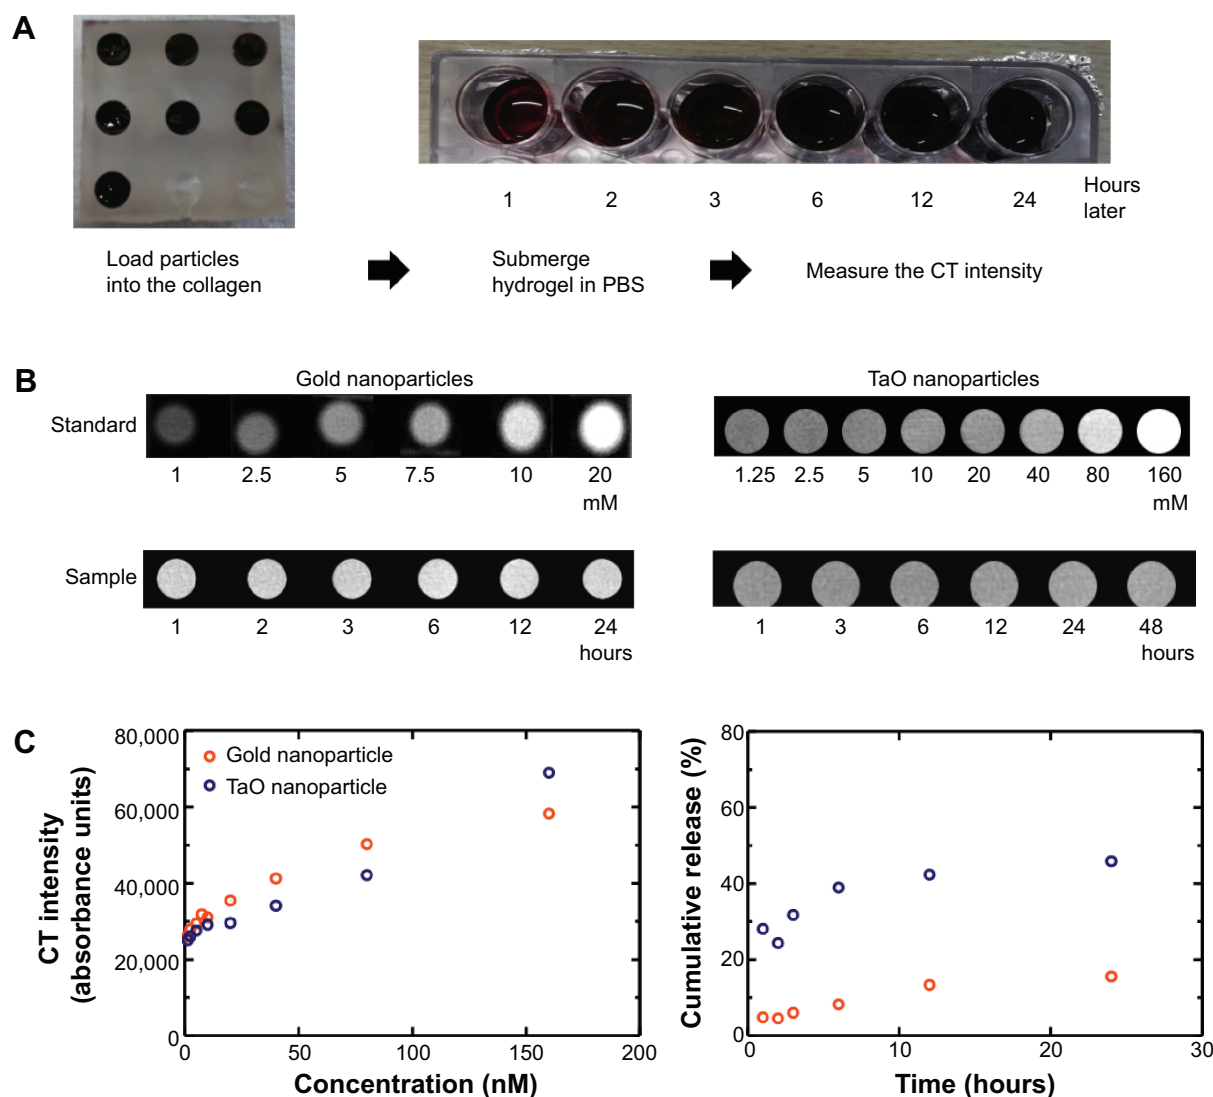 A
1 2 3 6 12 24 Hours later
Load particles
into the collagen
Submerge
hydrogel in PBS
Measure the CT intensity
B
Gold nanoparticles
Standard
1 2.5 5 7.5 10 20
mM
Sample
1 2 3 6 12 24
hours
TaO nanoparticles
1.25 2.5 5 10 20 40 80 160
mM
1 3 6 12 24 48
hours
C
80,000
60,000
40,000
20,000
0
CT intensity
(absorbance units)
Gold nanoparticle
TaO nanoparticle
0 50 100 150 200
Concentration (nM)
80
60
40
20
0
Cumulative release (%)
0 10 20 30
Time (hours)